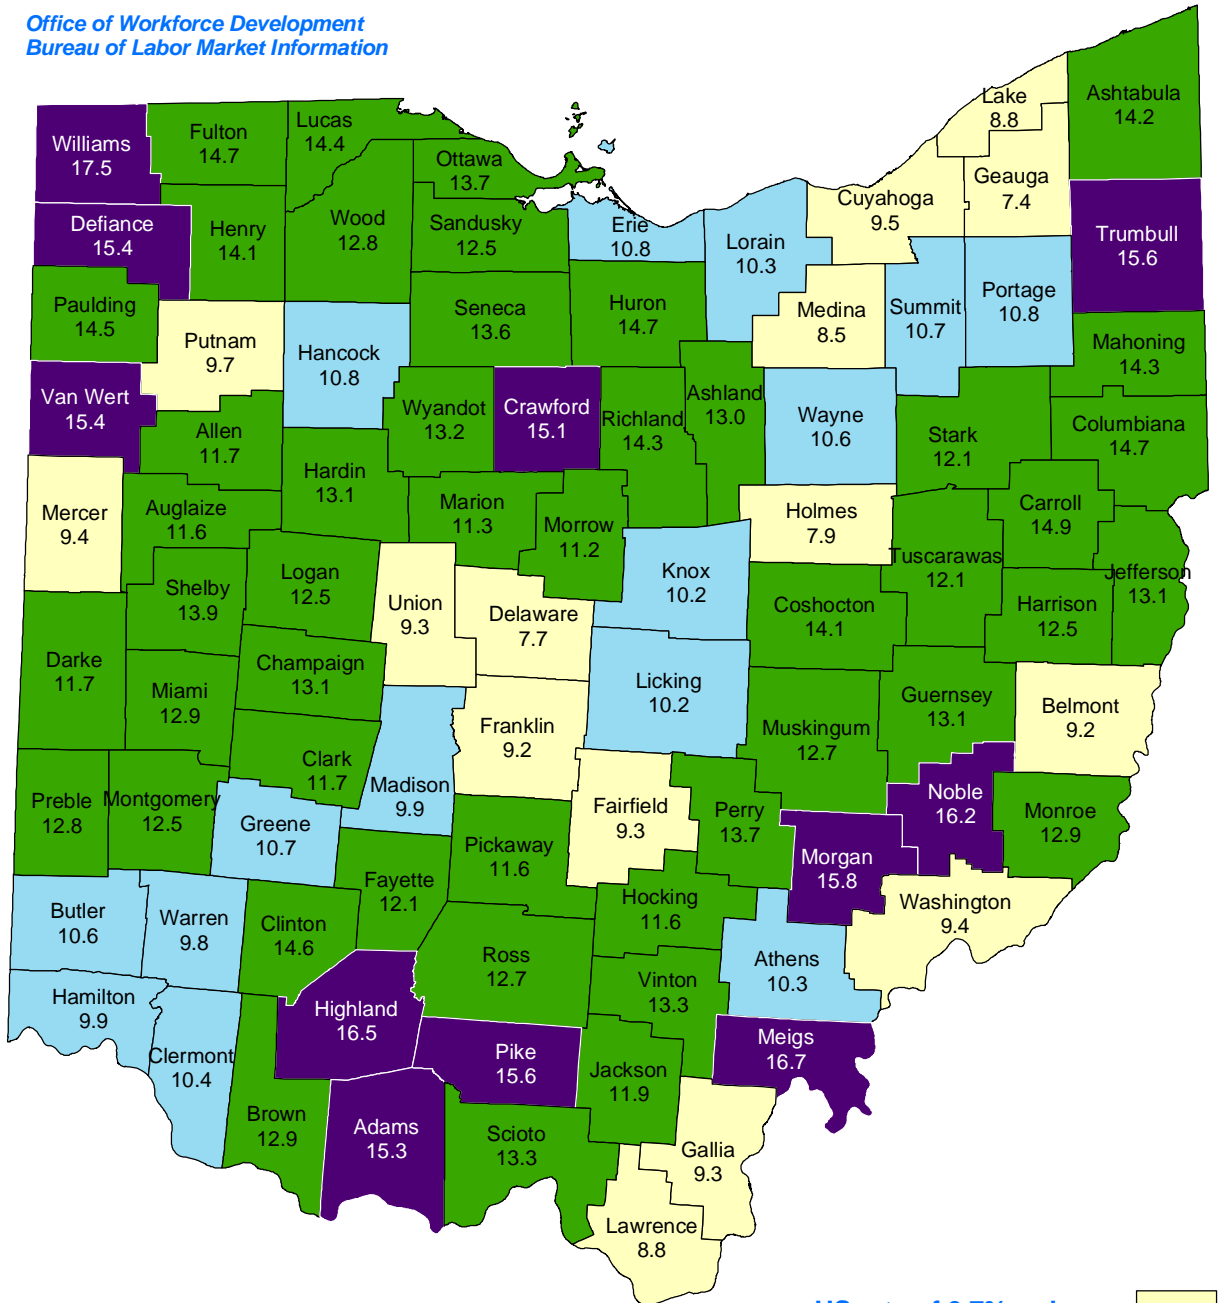 Office of Workforce Development
Bureau of Labor Market Information
Williams
17.5
Fulton
14.7
Lucas
14.4
Ottawa
13.7
Lake
8.8
Ashtabula
14.2
Geauga
7.4
Cuyahoga
9.5
Defiance
15.4
Henry
14.1
Wood
12.8
Sandusky
12.5
Erie
10.8
Lorain
10.3
Trumbull
15.6
Paulding
14.5
Putnam
9.7
Hancock
10.8
Seneca
13.6
Huron
14.7
Medina
8.5
Summit
10.7
Portage
10.8
Mahoning
14.3
Van Wert
15.4
Allen
11.7
Wyandot
13.2
Crawford
15.1
Richland
14.3
Ashland
13.0
Wayne
10.6
Stark
12.1
Columbiana
14.7
Hardin
13.1
Mercer
9.4
Auglaize
11.6
Marion
11.3
Morrow
11.2
Holmes
7.9
Carroll
14.9
Tuscarawas
12.1
Jefferson
13.1
Shelby
13.9
Logan
12.5
Union
9.3
Delaware
7.7
Knox
10.2
Coshocton
14.1
Harrison
12.5
Darke
11.7
Miami
12.9
Champaign
13.1
Licking
10.2
Guernsey
13.1
Belmont
9.2
Franklin
9.2
Muskingum
12.7
Clark
11.7
Madison
9.9
Preble
12.8
Montgomery
12.5
Greene
10.7
Fairfield
9.3
Perry
13.7
Noble
16.2
Monroe
12.9
Pickaway
11.6
Morgan
15.8
Fayette
12.1
Hocking
11.6
Washington
9.4
Butler
10.6
Warren
9.8
Clinton
14.6
Ross
12.7
Vinton
13.3
Athens
10.3
Hamilton
9.9
Highland
16.5
Pike
15.6
Meigs
16.7
Clermont
10.4
Jackson
11.9
Brown
12.9
Adams
15.3
Scioto
13.3
Gallia
9.3
Lawrence
8.8